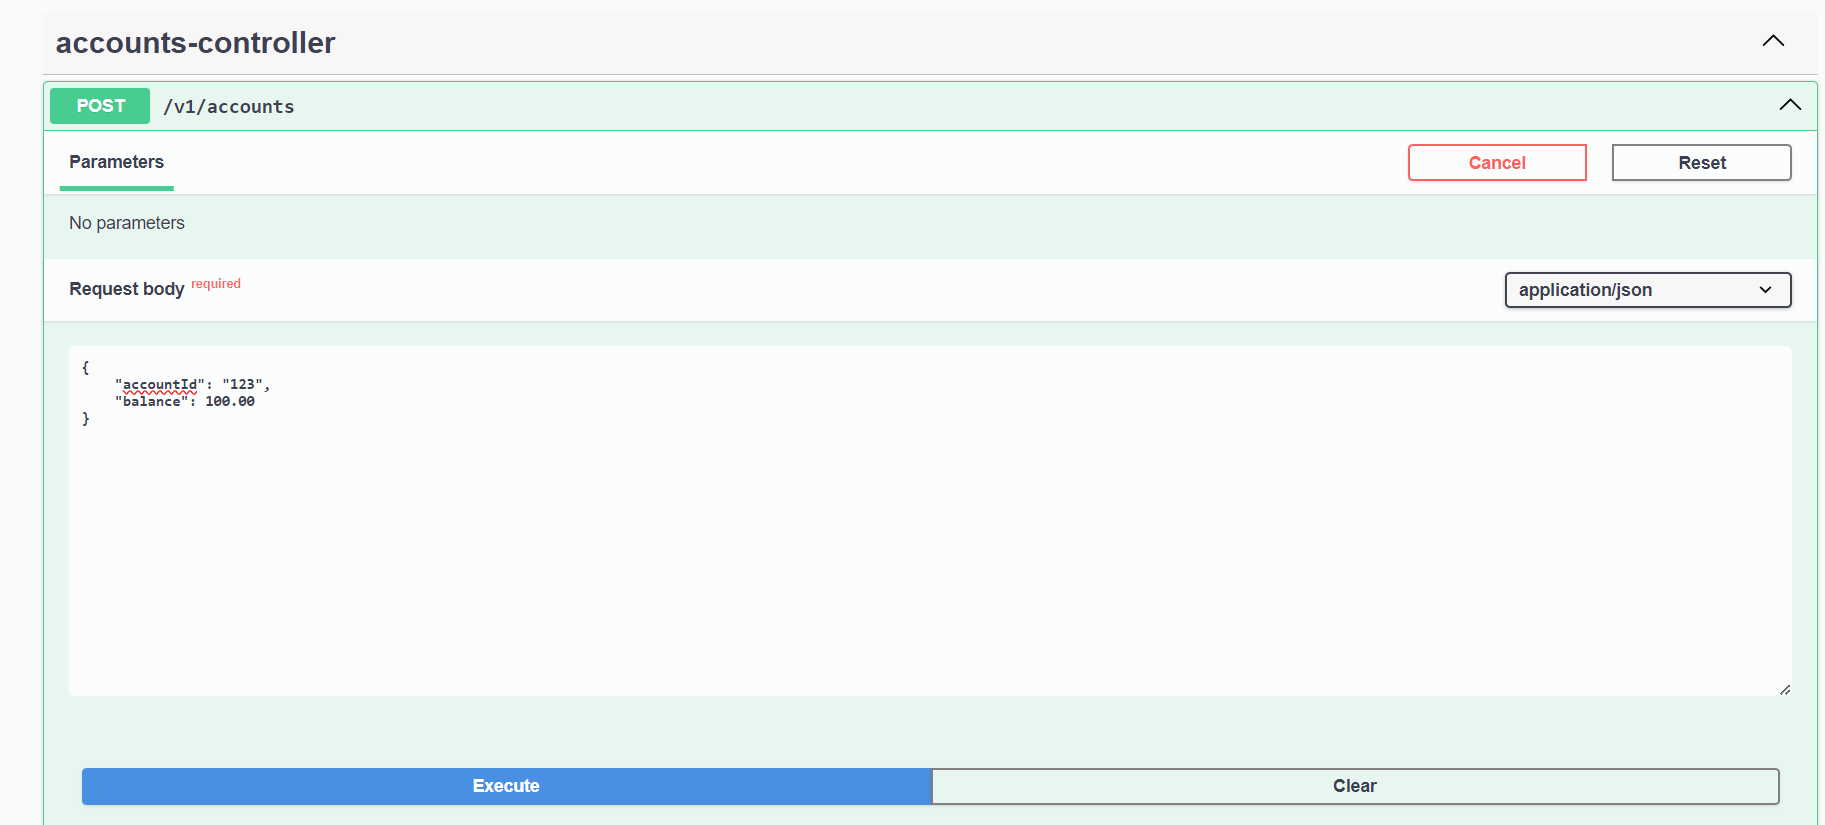 accounts-controller
POST /v1/accounts
Parameters
Cancel
Reset
No parameters
Request body required
application/json
{
    "accountId": "123",
    "balance": 100.00
}
Execute
Clear